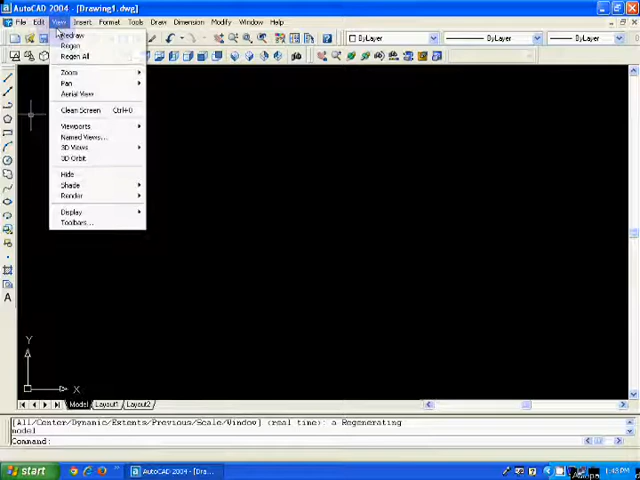 AutoCAD 2004 - [Drawing1.dwg]
File Edit View Insert Format Tools Draw Dimension Modify Window Help
Redraw
Regen
Regen All
Zoom
Pan
Aerial View
Clean Screen Ctrl+0
Viewports
Named Views...
3D Views
3D Orbit
Hide
Shade
Render
Display
Toolbars...
ByLayer ByLayer ByLayer
A
Y
X
Model Layout1 Layout2
[All/Center/Dynamic/Extents/Previous/Scale/Window] <real time>: a Regenerating
model
Command:
start AutoCAD 2004 - [Dra... 1:43 PM